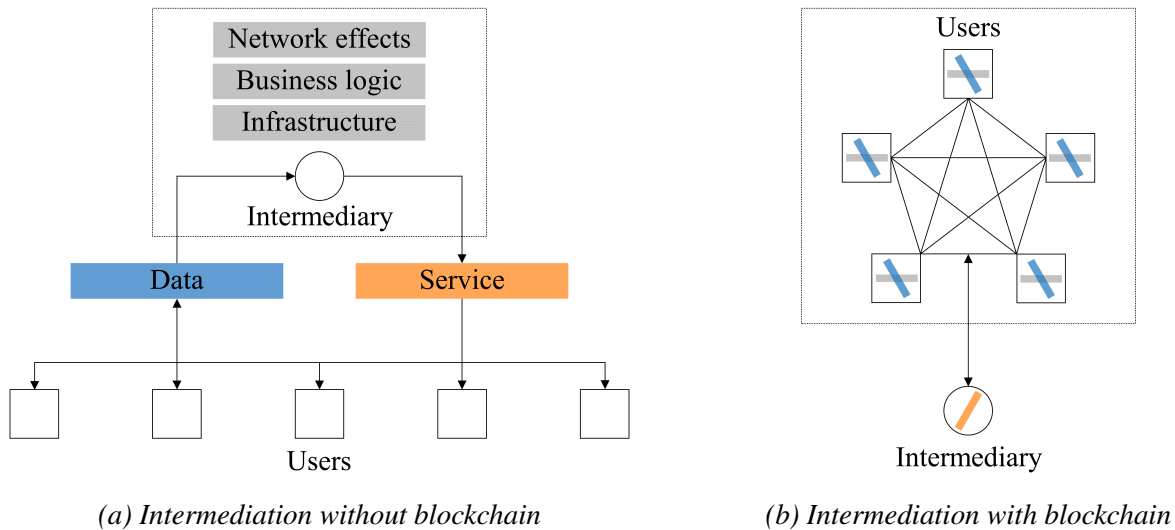 Network effects
Business logic
Infrastructure
Intermediary
Data
Service
Users
(a) Intermediation without blockchain
Users
Intermediary
(b) Intermediation with blockchain